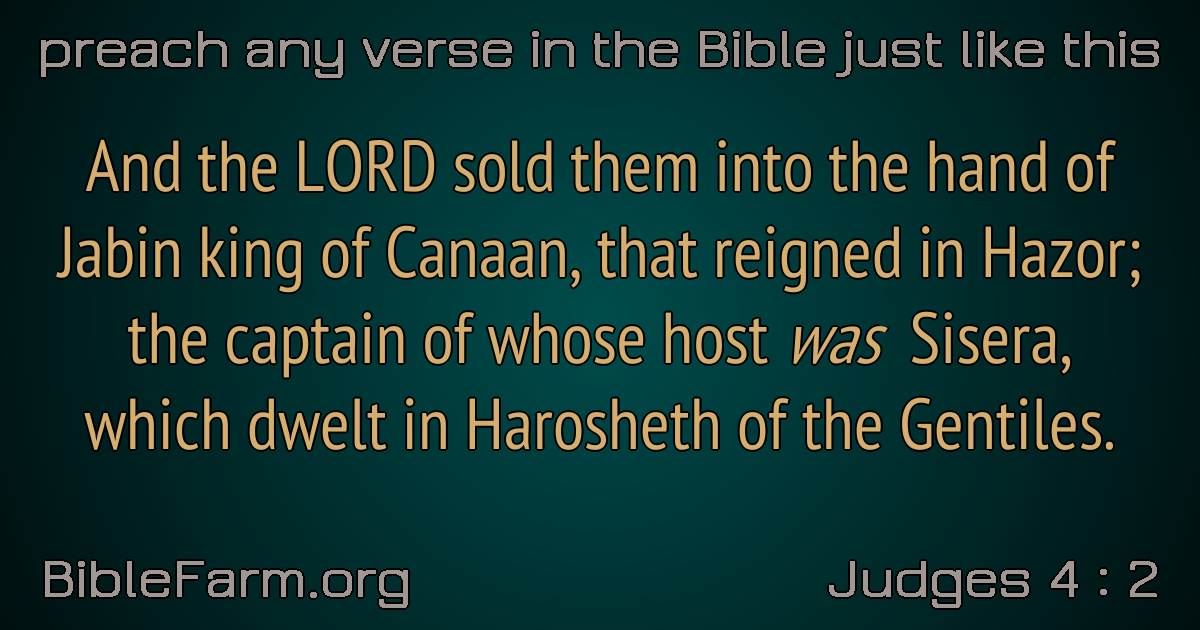 preach any verse in the Bible just like this
And the LORD sold them into the hand of
Jabin king of Canaan, that reigned in Hazor;
the captain of whose host was Sisera,
which dwelt in Harosheth of the Gentiles.
BibleFarm.org
Judges 4 : 2